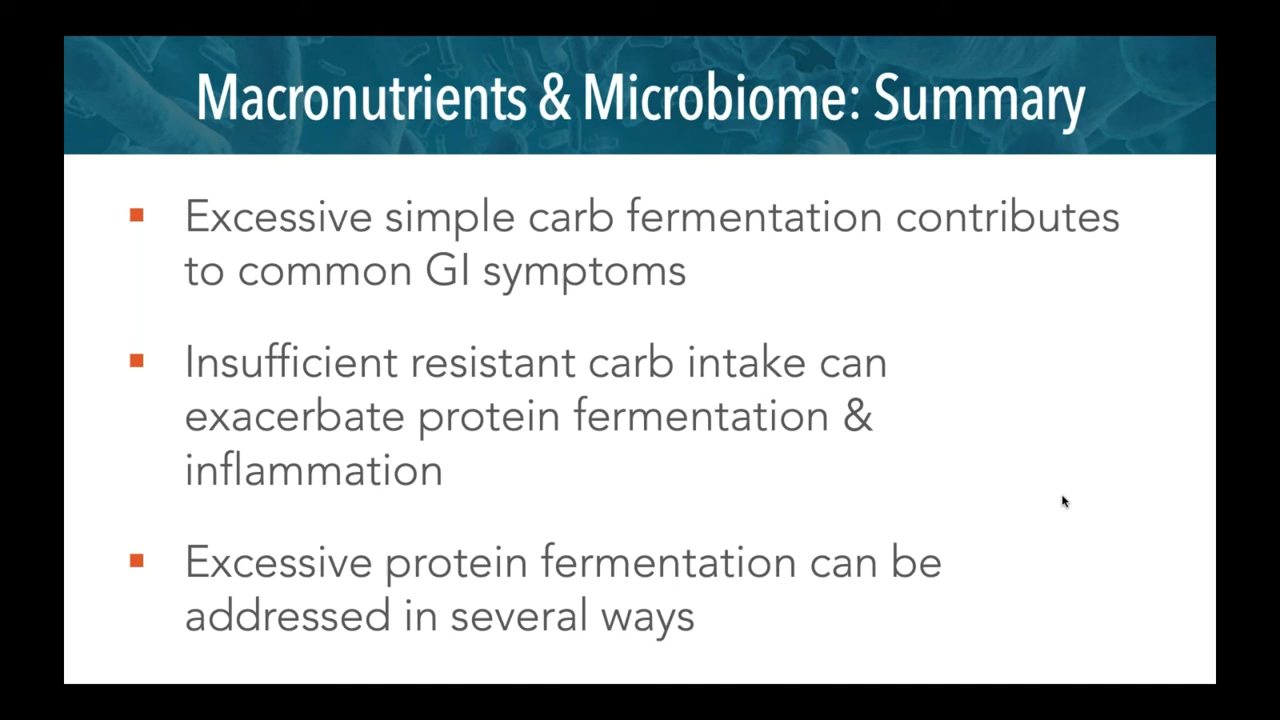 Macronutrients & Microbiome: Summary
Excessive simple carb fermentation contributes
to common GI symptoms
Insufficient resistant carb intake can
exacerbate protein fermentation &
inflammation
Excessive protein fermentation can be
addressed in several ways